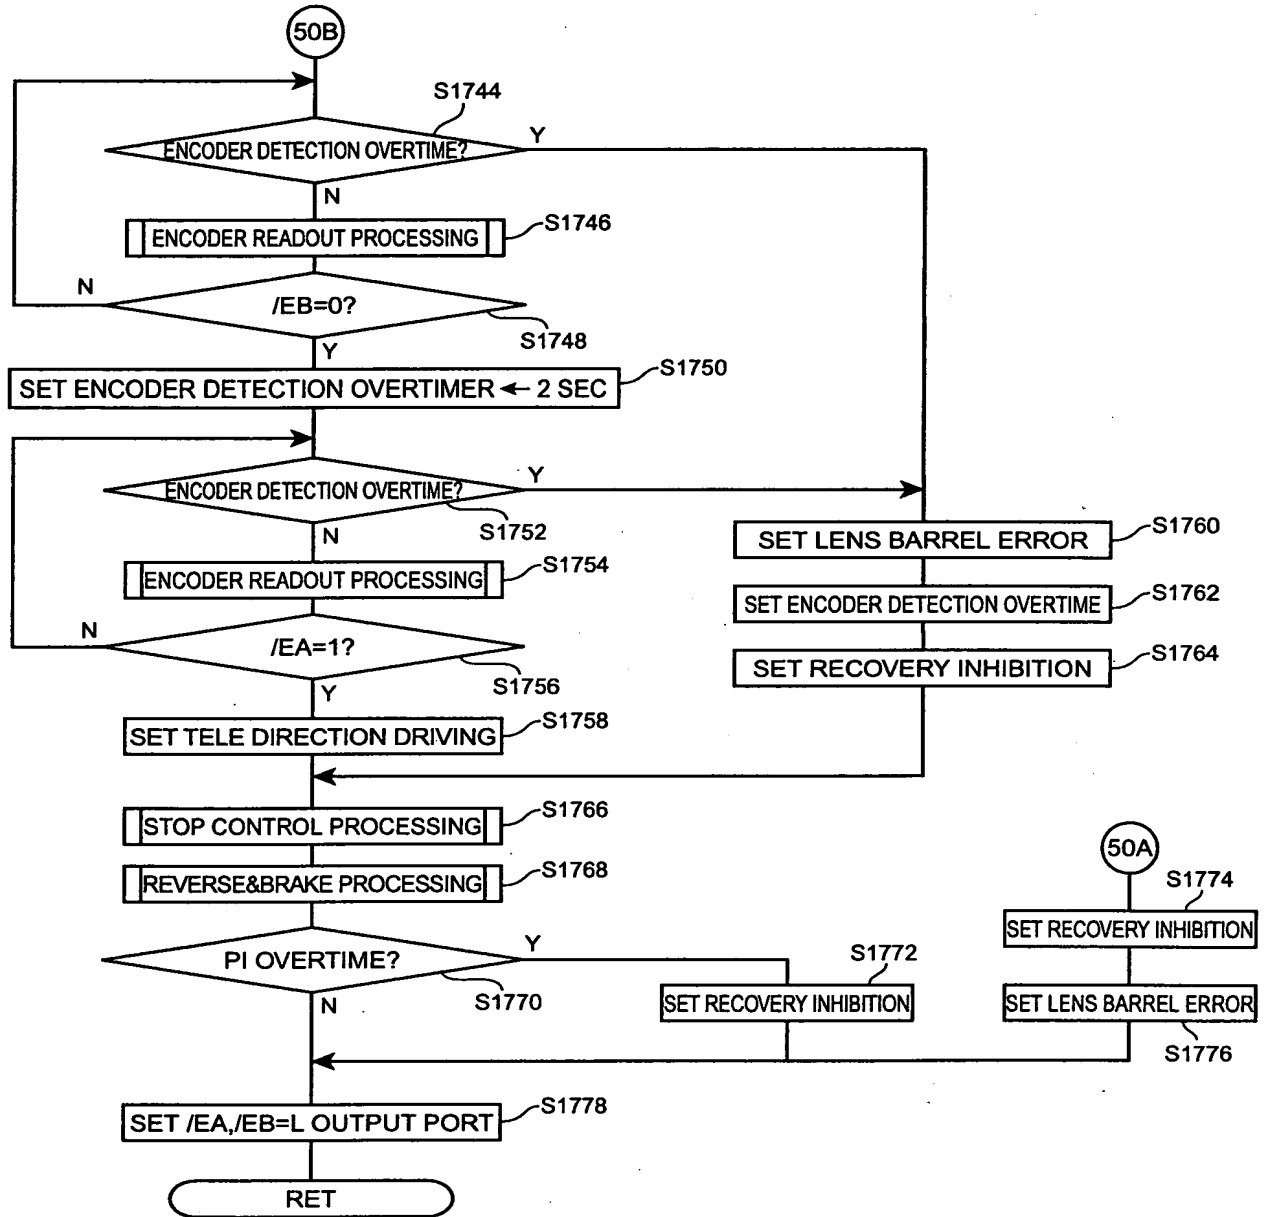 50B
S1744
ENCODER DETECTION OVERTIME?
Y
N
ENCODER READOUT PROCESSING
S1746
N
/EB=0?
S1748
Y
SET ENCODER DETECTION OVERTIMER ← 2 SEC
S1750
ENCODER DETECTION OVERTIME?
Y
S1752
N
ENCODER READOUT PROCESSING
S1754
N
/EA=1?
S1756
Y
SET TELE DIRECTION DRIVING
S1758
SET LENS BARREL ERROR
S1760
SET ENCODER DETECTION OVERTIME
S1762
SET RECOVERY INHIBITION
S1764
STOP CONTROL PROCESSING
S1766
REVERSE&BRAKE PROCESSING
S1768
PI OVERTIME?
Y
S1770
N
S1772
SET RECOVERY INHIBITION
50A
S1774
SET RECOVERY INHIBITION
SET LENS BARREL ERROR
S1776
SET /EA,/EB=L OUTPUT PORT
S1778
RET